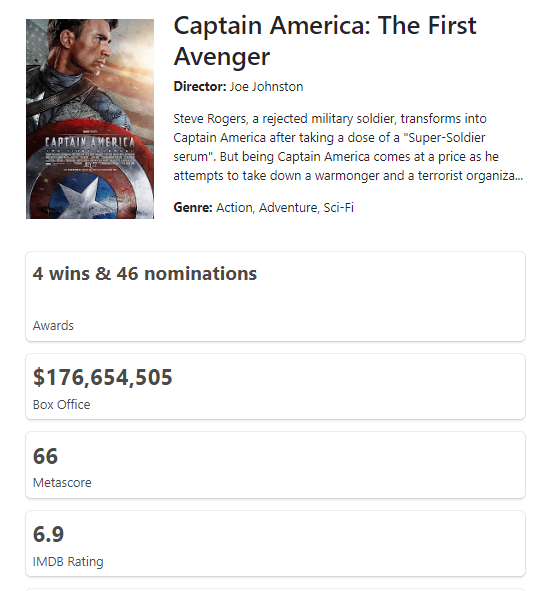 Captain America: The First
Avenger
Director: Joe Johnston
Steve Rogers, a rejected military soldier, transforms into
Captain America after taking a dose of a "Super-Soldier
serum". But being Captain America comes at a price as he
attempts to take down a warmonger and a terrorist organiza...
Genre: Action, Adventure, Sci-Fi
CAPTAIN AMERICA
THE FIRST AVENGER
4 wins & 46 nominations
Awards
$176,654,505
Box Office
66
Metascore
6.9
IMDB Rating